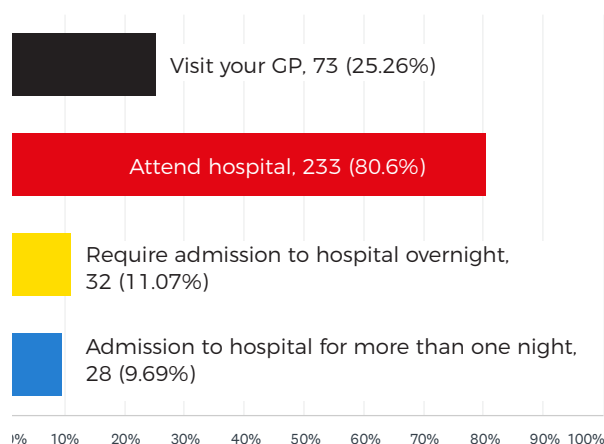 Visit your GP, 73 (25.26%)
Attend hospital, 233 (80.6%)
Require admission to hospital overnight,
32 (11.07%)
Admission to hospital for more than one night,
28 (9.69%)
% 10% 20% 30% 40% 50% 60% 70% 80% 90% 100%